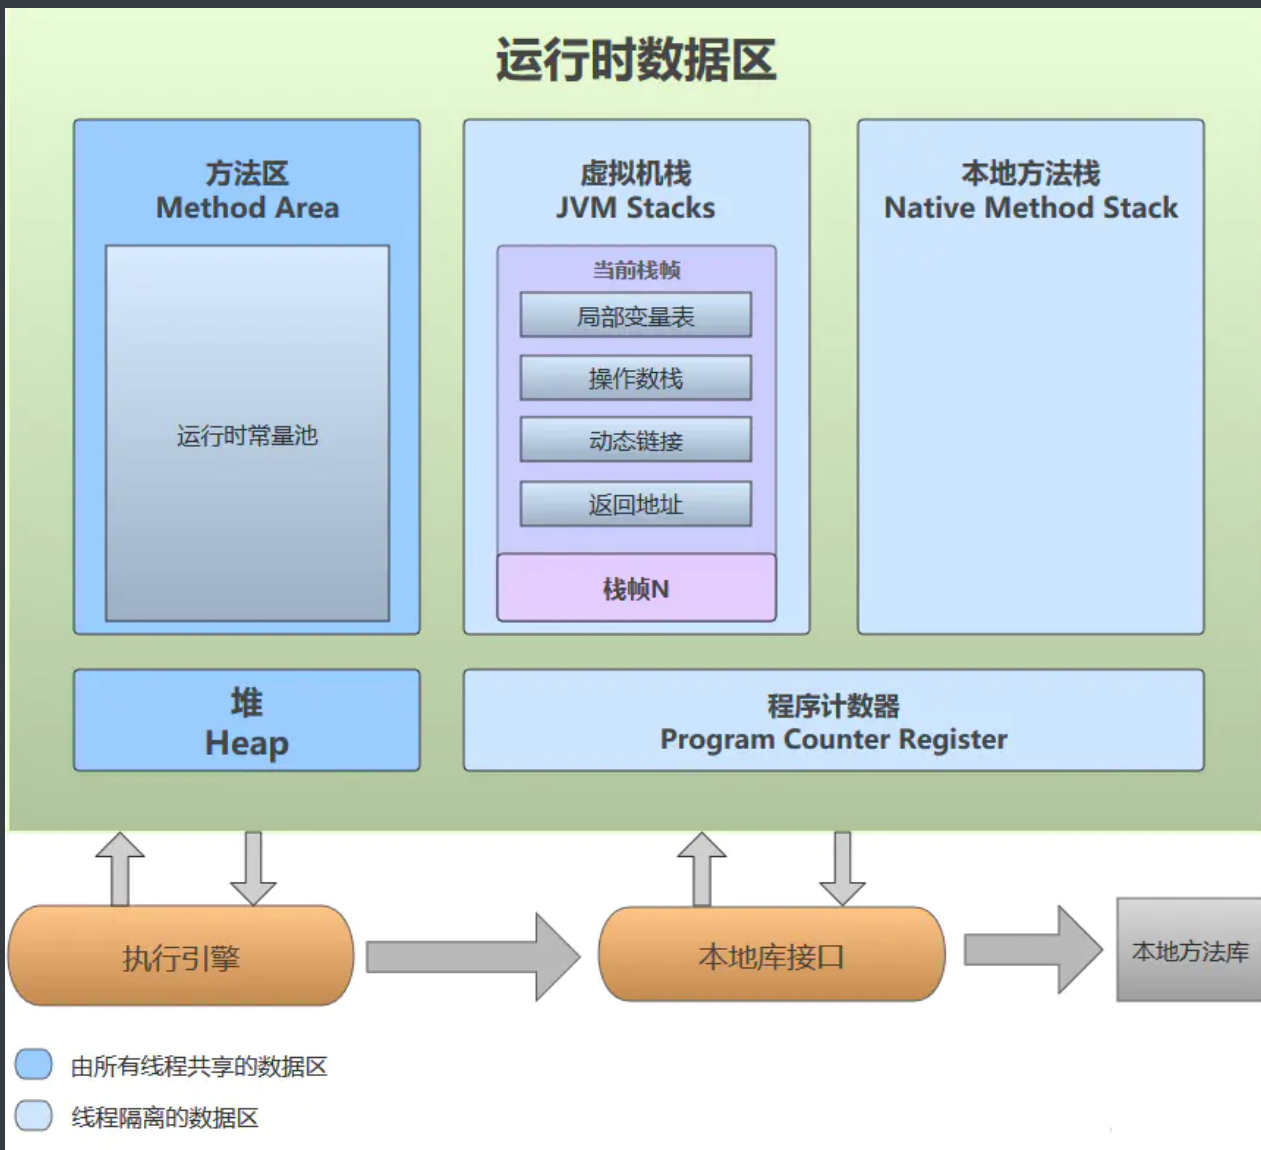 运行时数据区
方法区
Method Area
运行时常量池
虚拟机栈
JVM Stacks
当前栈帧
局部变量表
操作数栈
动态链接
返回地址
栈帧N
本地方法栈
Native Method Stack
堆
Heap
程序计数器
Program Counter Register
执行引擎
本地库接口
本地方法库
由所有线程共享的数据区
线程隔离的数据区